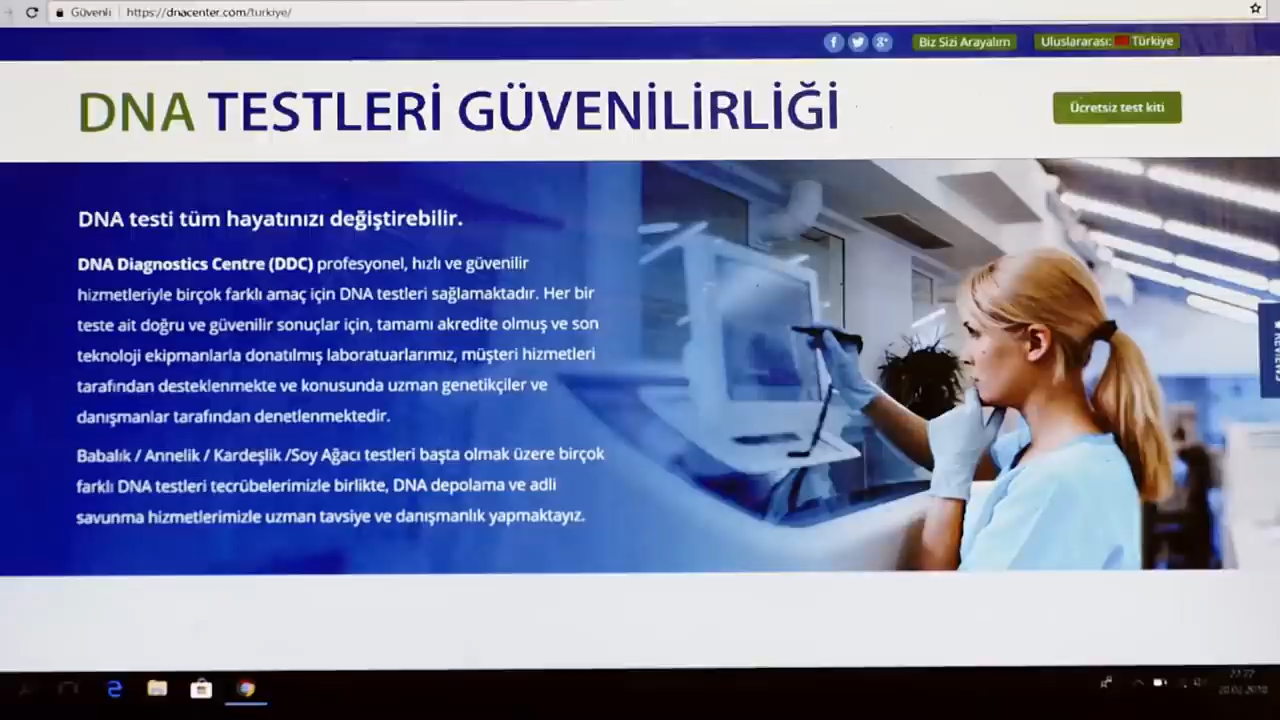 Güvenli
https://dnacenter.com/turkiye/
Biz Sizi Arayalım
Uluslararası: Türkiye
DNA TESTLERİ GÜVENİLİRLİĞİ
Ücretsiz test kiti
DNA testi tüm hayatınızı değiştirebilir.
DNA Diagnostics Centre (DDC) profesyonel, hızlı ve güvenilir
hizmetleriyle birçok farklı amaç için DNA testleri sağlamaktadır. Her bir
teste ait doğru ve güvenilir sonuçlar için, tamamı akredite olmuş ve son
teknoloji ekipmanlarla donatılmış laboratuarlarımız, müşteri hizmetleri
tarafından desteklenmekte ve konusunda uzman genetikçiler ve
danışmanlar tarafından denetlenmektedir.
Babalık / Annelik / Kardeşlik /Soy Ağacı testleri başta olmak üzere birçok
farklı DNA testleri tecrübelerimizle birlikte, DNA depolama ve adli
savunma hizmetlerimizle uzman tavsiye ve danışmanlık yapmaktayız.